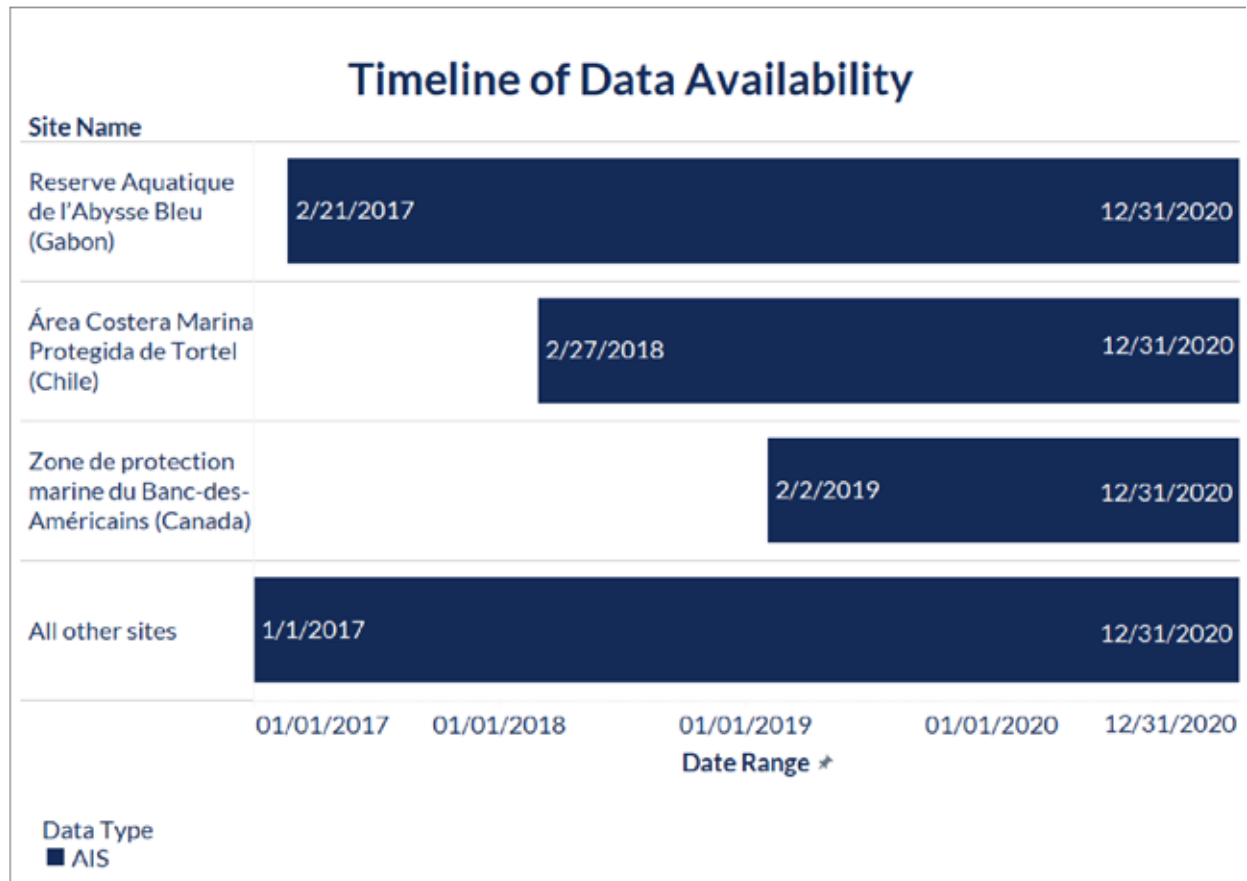 Timeline of Data Availability
Site Name
Reserve Aquatique
de l'Abysse Bleu
(Gabon)
2/21/2017
12/31/2020
Área Costera Marina
Protegida de Tortel
(Chile)
2/27/2018
12/31/2020
Zone de protection
marine du Banc-des-
Américains (Canada)
2/2/2019
12/31/2020
All other sites
1/1/2017
12/31/2020
01/01/2017
01/01/2018
01/01/2019
01/01/2020
12/31/2020
Date Range
Data Type
AIS